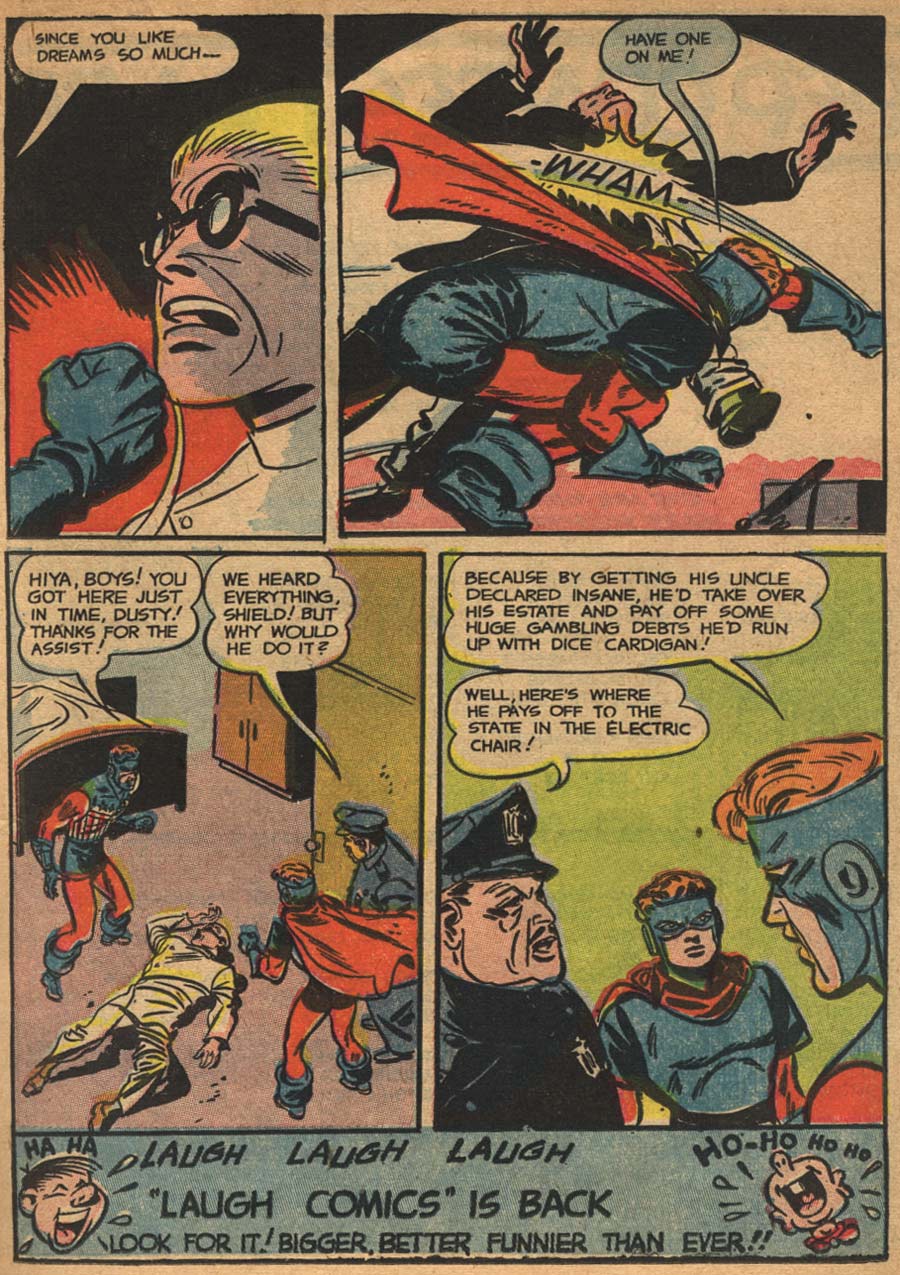 SINCE YOU LIKE
DREAMS SO MUCH--
HAVE ONE
ON ME!
WHAM
HIYA, BOYS! YOU
GOT HERE JUST
IN TIME, DUSTY!
THANKS FOR THE
ASSIST!
WE HEARD
EVERYTHING,
SHIELD! BUT
WHY WOULD
HE DO IT?
BECAUSE BY GETTING HIS UNCLE
DECLARED INSANE, HE'D TAKE OVER
HIS ESTATE AND PAY OFF SOME
HUGE GAMBLING DEBTS HE'D RUN
UP WITH DICE CARDIGAN!
WELL, HERE'S WHERE
HE PAYS OFF TO THE
STATE IN THE ELECTRIC
CHAIR!
HA HA
LAUGH LAUGH LAUGH
HO-HO HO HO
"LAUGH COMICS" IS BACK
LOOK FOR IT! BIGGER, BETTER FUNNIER THAN EVER!!